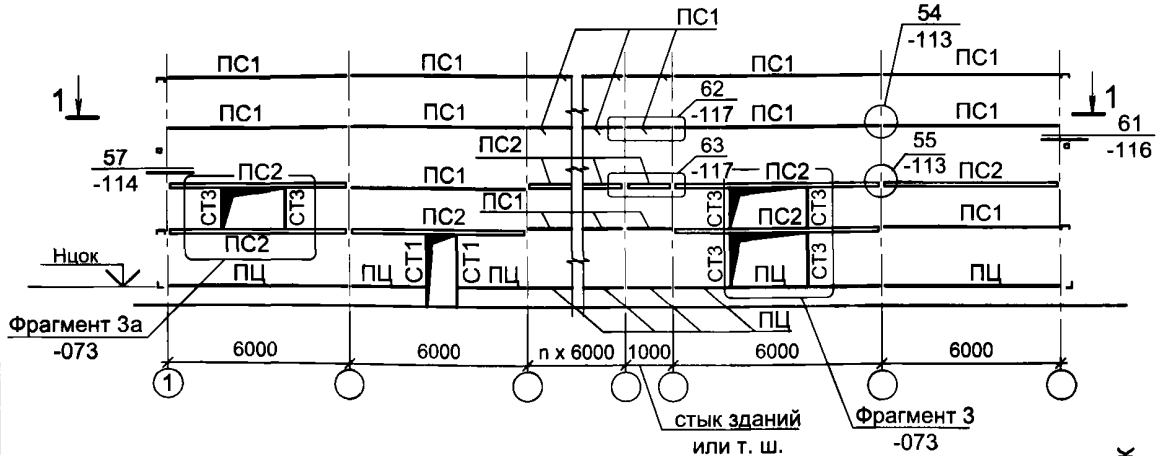 ПС1
54
-113
ПС1
ПС1
ПС1
ПС1
1
ПС1
ПС1
62
-117
ПС1
ПС1
1
61
-116
57
-114
ПС2
63
-117
55
-113
ПС2
ПС1
ПС2
ПС2
СТ3
СТ3
ПС1
СТ3
СТ3
ПС2
ПС2
ПС2
ПС1
Нцок
ПЦ
ПЦ
СТ1
СТ1
ПЦ
СТ3
ПЦ
СТ3
ПЦ
ПЦ
Фрагмент 3а
-073
6000
6000
n x 6000
1000
6000
6000
1
стык зданий
или т. ш.
Фрагмент 3
-073